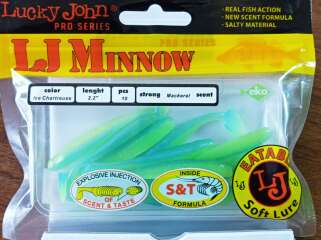 Lucky John
PRO SERIES
- REAL FISH ACTION
- NEW SCENT FORMULA
- SALTY MATERIAL
PRO SERIES
LJ MINNOW
color lenght pcs strong Mackerel scent
Ice Chartreuse 2.2" 10
eko
EXPLOSIVE INJECTION
OF
SCENT & TASTE
INSIDE
S&T
FORMULA
EATABLE
LJ
Soft Lure